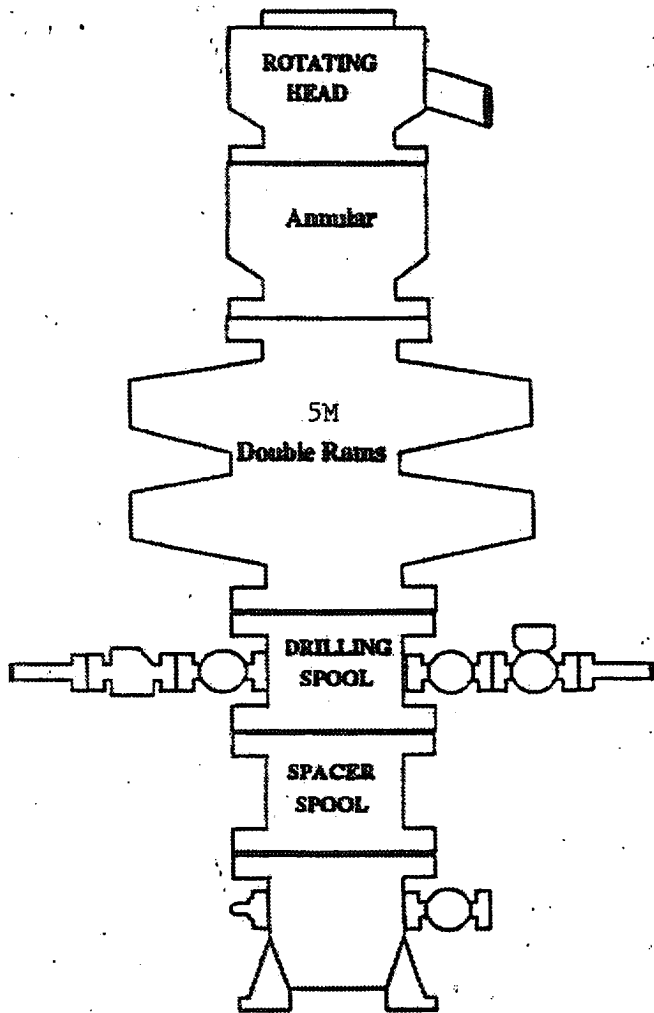 ROTATING
HEAD
Annular
5M
Double Rams
DRILLING
SPOOL
SPACER
SPOOL